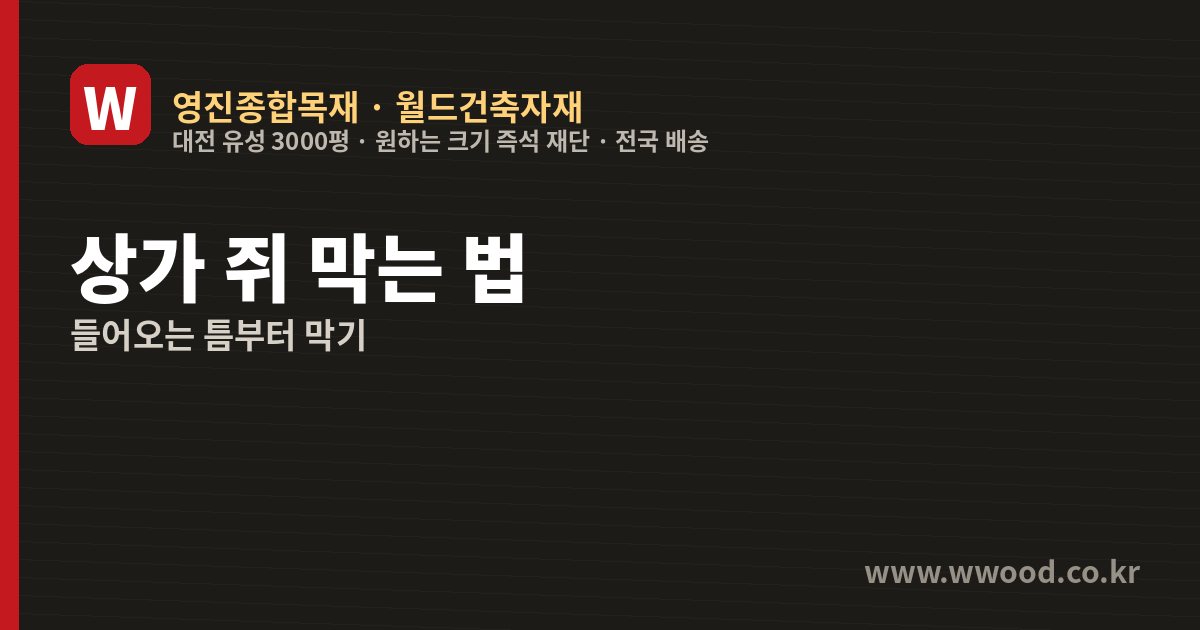 W
영진종합목재 · 월드건축자재
대전 유성 3000평 · 원하는 크기 즉석 재단 · 전국 배송
상가 쥐 막는 법
들어오는 틈부터 막기
www.wwood.co.kr